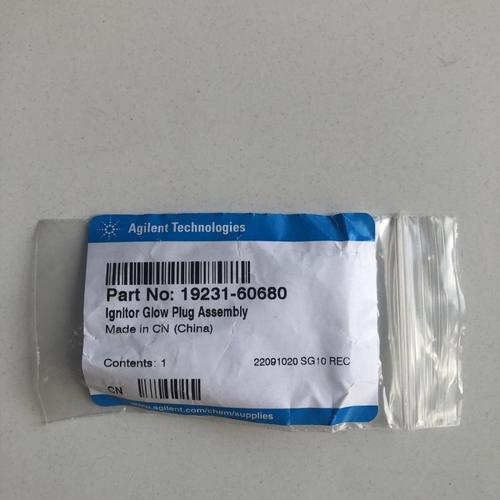 Agilent Technologies
Part No: 19231-60680
Ignitor Glow Plug Assembly
Made in CN (China)
Contents: 1
22091020 SG10 REC
CN
www.agilent.com/chem/supplies